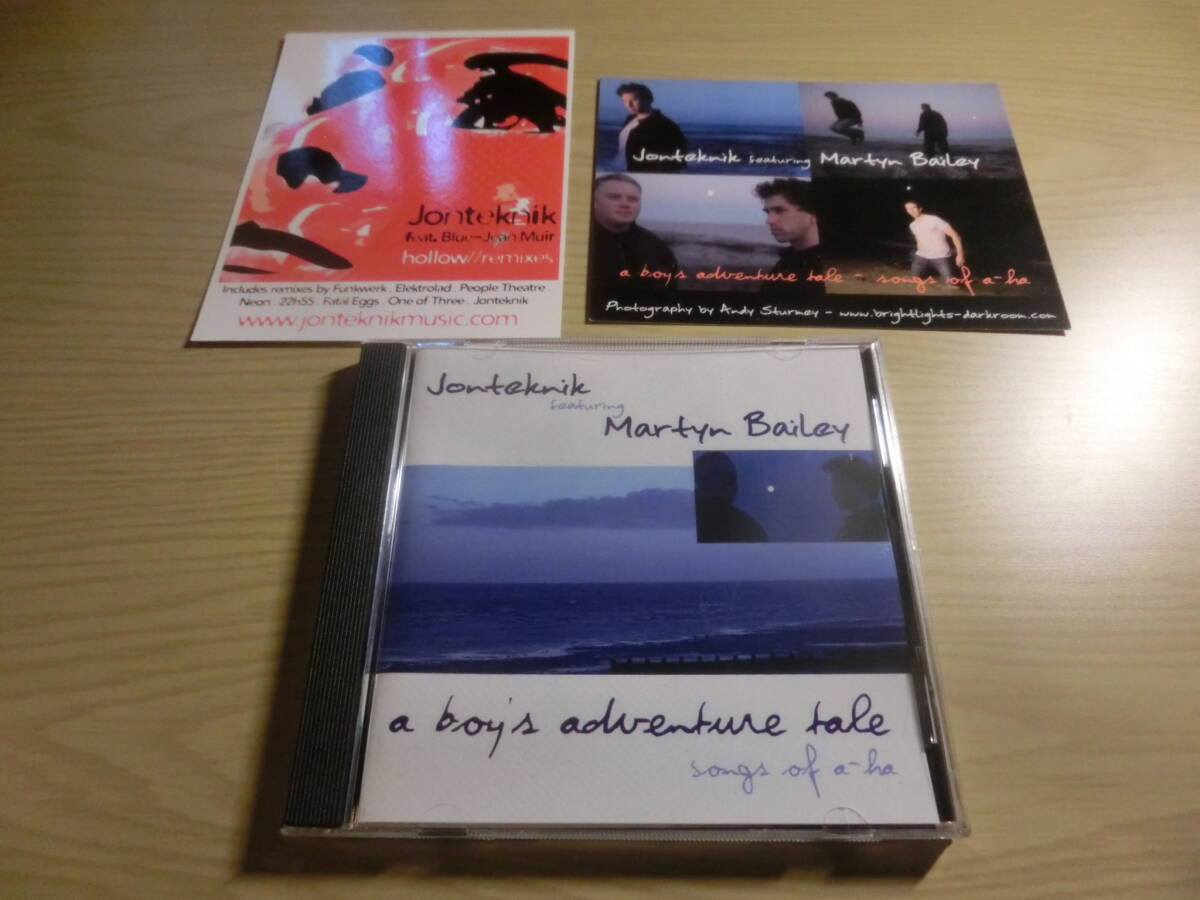 Jonteknik
feat. Blue-Jean Muir
hollow//remixes
Includes remixes by Funkwerk . Elektrolad . People Theatre .
Neon . 22h55 . Fatal Eggs . One of Three . Jonteknik
www.jonteknikmusic.com
Jonteknik featuring Martyn Bailey
a boy's adventure tale - songs of a-ha
Photography by Andy Sturmey - www.brightlights-darkroom.com
Jonteknik
featuring
Martyn Bailey
a boy's adventure tale
songs of a-ha